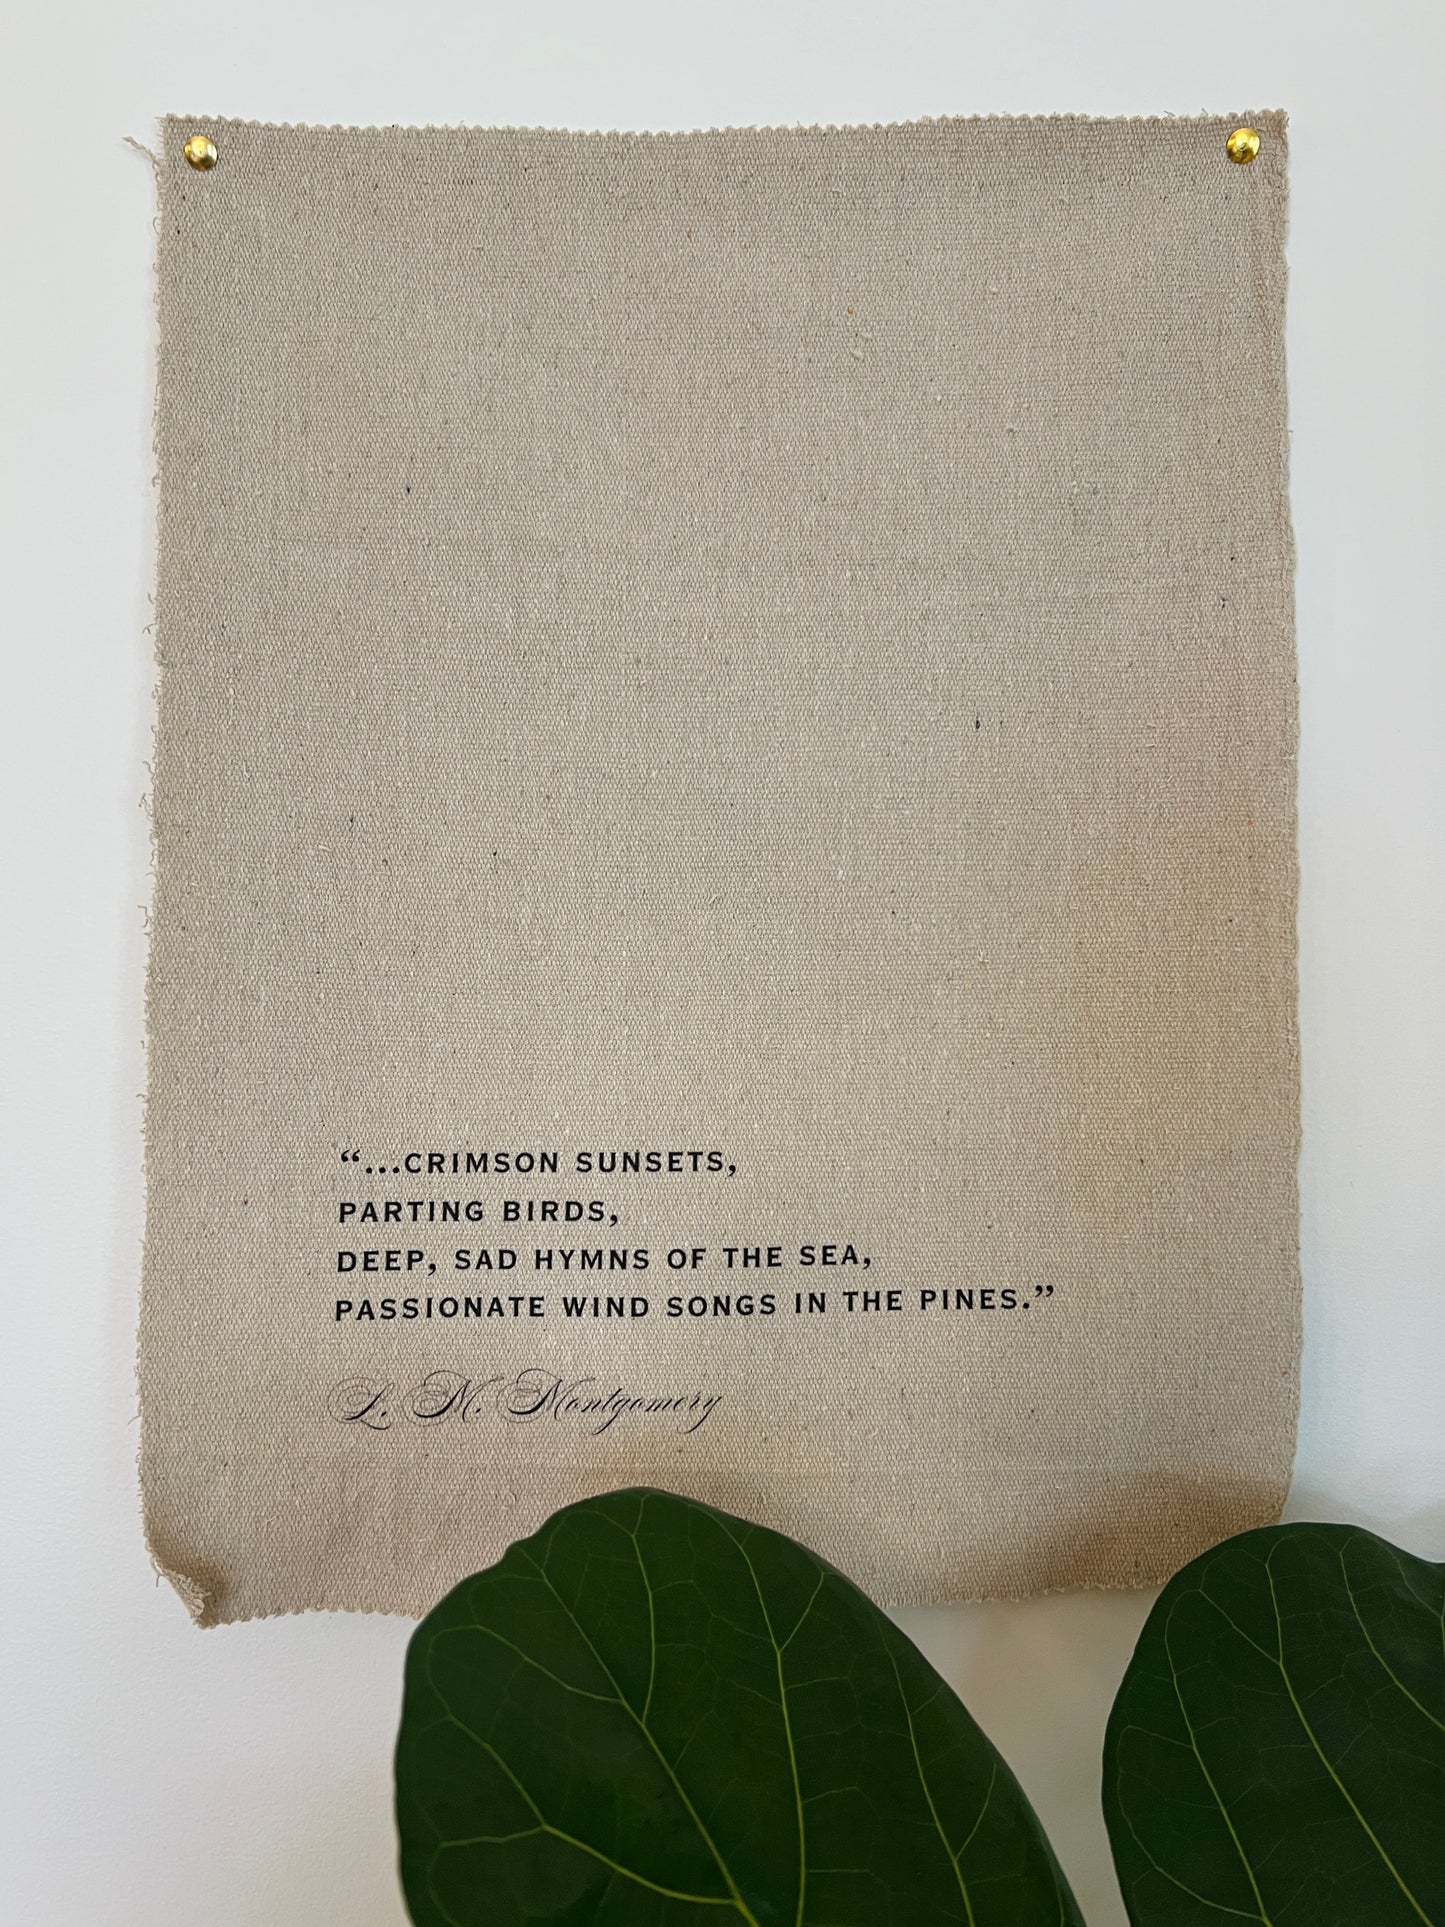 “...CRIMSON SUNSETS,
PARTING BIRDS,
DEEP, SAD HYMNS OF THE SEA,
PASSIONATE WIND SONGS IN THE PINES.”
L. M. Montgomery